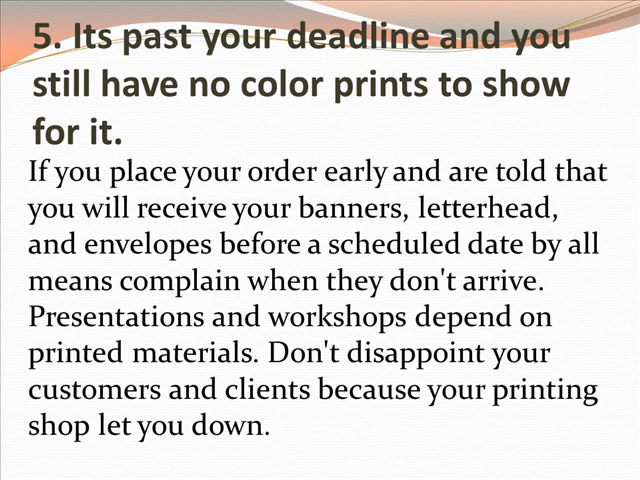 5. Its past your deadline and you
still have no color prints to show
for it.
If you place your order early and are told that
you will receive your banners, letterhead,
and envelopes before a scheduled date by all
means complain when they don't arrive.
Presentations and workshops depend on
printed materials. Don't disappoint your
customers and clients because your printing
shop let you down.